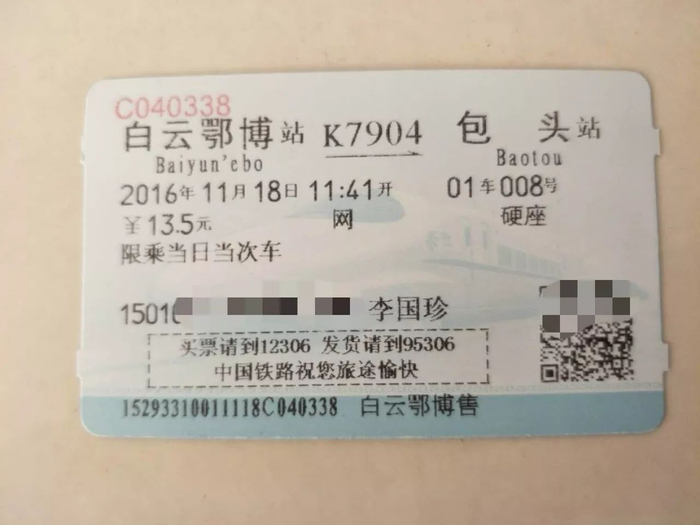 C040338
白云鄂博站 K7904 包头站
Baiyun'ebo Baotou
2016年11月18日11:41开 01车008号
¥13.5元 网 硬座
限乘当日当次车
15010 李国珍
买票请到12306 发货请到95306
中国铁路祝您旅途愉快
15293310011118C040338 白云鄂博售